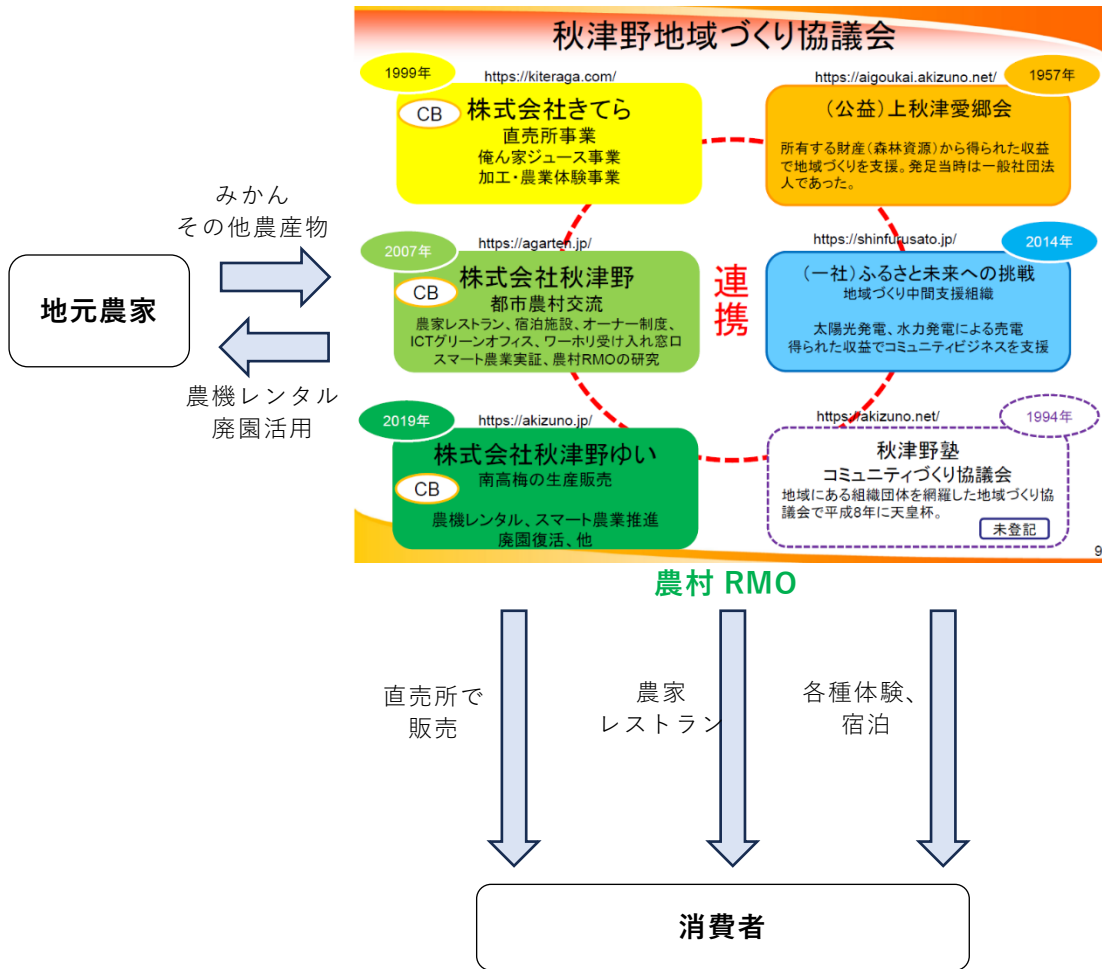 秋津野地域づくり協議会
1999年
https://kiteraga.com/
CB
株式会社きてら
直売所事業
俺ん家ジュース事業
加工・農業体験事業
https://aigoukai.akizuno.net/
1957年
（公益）上秋津愛郷会
所有する財産（森林資源）から得られた収益
で地域づくりを支援。発足当時は一般社団法
人であった。
みかん
その他農産物
地元農家
農機レンタル
廃園活用
2007年
https://agarten.jp/
CB
株式会社秋津野
都市農村交流
農家レストラン、宿泊施設、オーナー制度、
ICTグリーンオフィス、ワーホリ受け入れ窓口
スマート農業実証、農村RMOの研究
連携
https://shinfurusato.jp/
2014年
（一社）ふるさと未来への挑戦
地域づくり中間支援組織
太陽光発電、水力発電による売電
得られた収益でコミュニティビジネスを支援
2019年
https://akizuno.jp/
株式会社秋津野ゆい
CB
南高梅の生産販売
農機レンタル、スマート農業推進
廃園復活、他
https://akizuno.net/
1994年
秋津野塾
コミュニティづくり協議会
地域にある組織団体を網羅した地域づくり協
議会で平成8年に天皇杯。
未登記
9
農村 RMO
直売所で
販売
農家
レストラン
各種体験、
宿泊
消費者